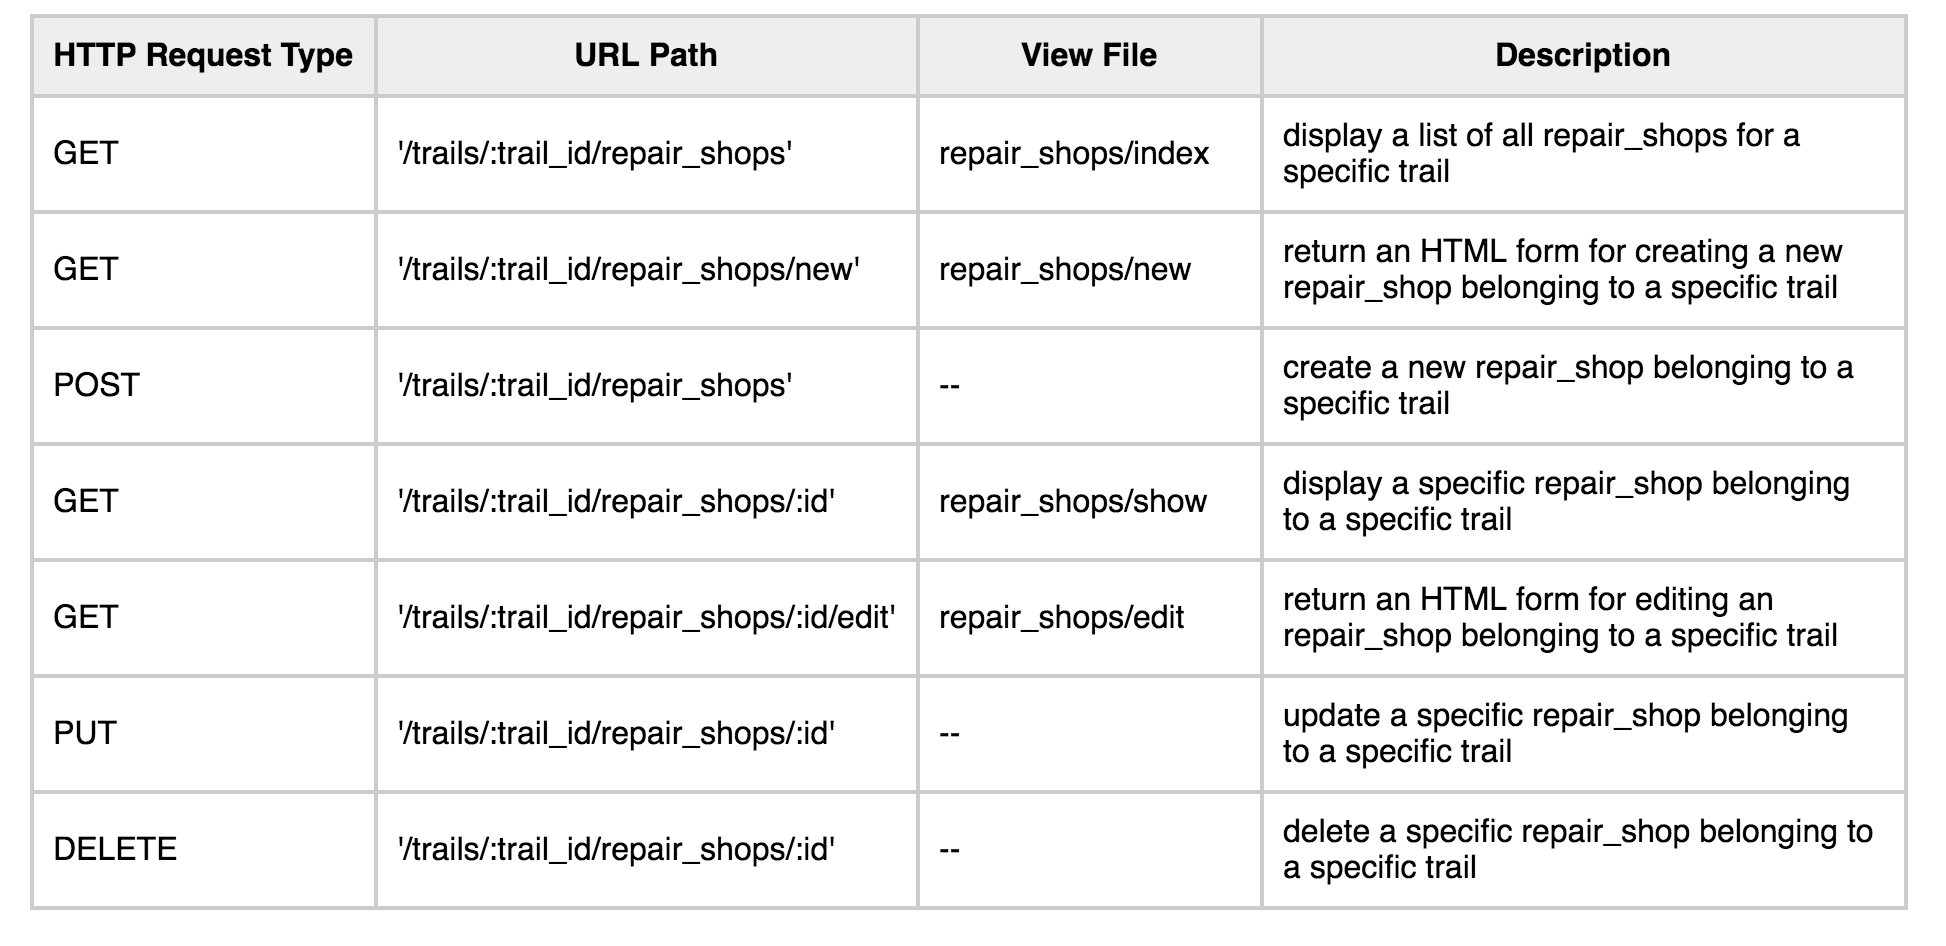 HTTP Request Type URL Path View File Description
GET '/trails/:trail_id/repair_shops' repair_shops/index display a list of all repair_shops for a
specific trail
GET '/trails/:trail_id/repair_shops/new' repair_shops/new return an HTML form for creating a new
repair_shop belonging to a specific trail
POST '/trails/:trail_id/repair_shops' -- create a new repair_shop belonging to a
specific trail
GET '/trails/:trail_id/repair_shops/:id' repair_shops/show display a specific repair_shop belonging
to a specific trail
GET '/trails/:trail_id/repair_shops/:id/edit' repair_shops/edit return an HTML form for editing an
repair_shop belonging to a specific trail
PUT '/trails/:trail_id/repair_shops/:id' -- update a specific repair_shop belonging
to a specific trail
DELETE '/trails/:trail_id/repair_shops/:id' -- delete a specific repair_shop belonging to
a specific trail